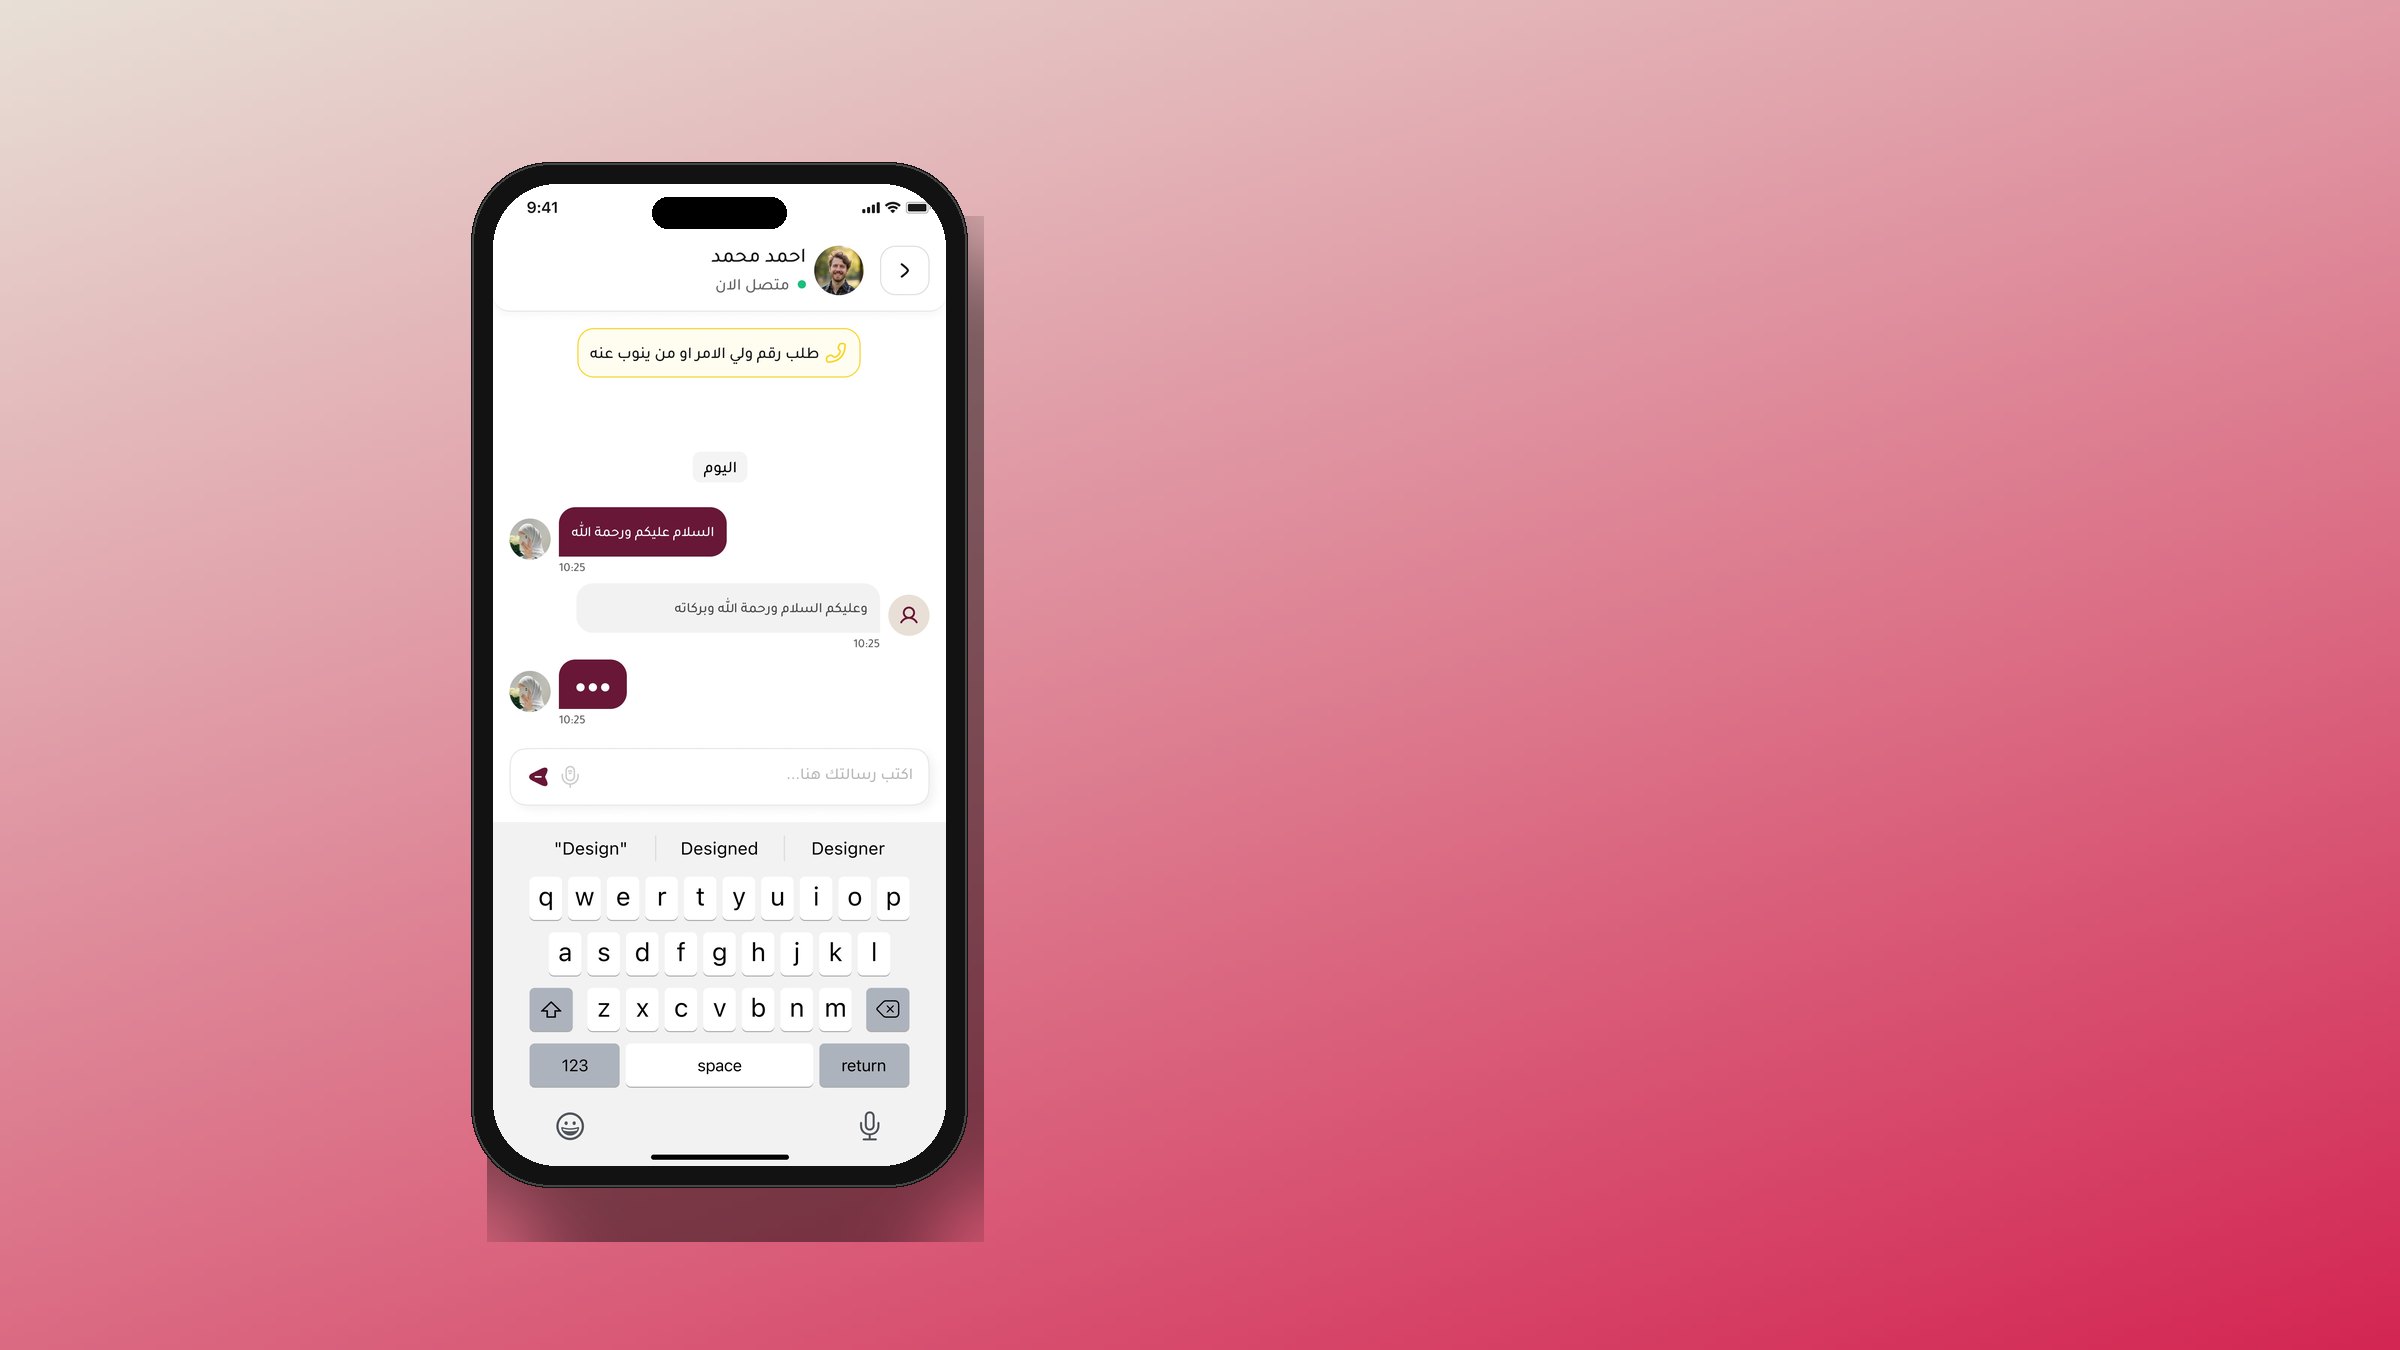 9:41
احمد محمد
متصل الان
طلب رقم ولي الامر او من ينوب عنه
اليوم
السلام عليكم ورحمة الله
10:25
وعليكم السلام ورحمة الله وبركاته
10:25
10:25
اكتب رسالتك هنا...
"Design" Designed Designer
q w e r t y u i o p
a s d f g h j k l
z x c v b n m
123 space return